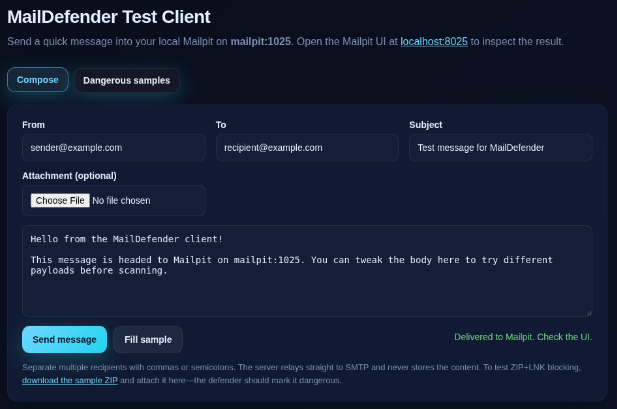 MailDefender Test Client
Send a quick message into your local Mailpit on mailpit:1025. Open the Mailpit UI at localhost:8025 to inspect the result.
Compose
Dangerous samples
From
To
Subject
sender@example.com
recipient@example.com
Test message for MailDefender
Attachment (optional)
Choose File No file chosen
Hello from the MailDefender client!
This message is headed to Mailpit on mailpit:1025. You can tweak the body here to try different
payloads before scanning.
Send message
Fill sample
Delivered to Mailpit. Check the UI.
Separate multiple recipients with commas or semicolons. The server relays straight to SMTP and never stores the content. To test ZIP+LNK blocking,
download the sample ZIP and attach it here—the defender should mark it dangerous.